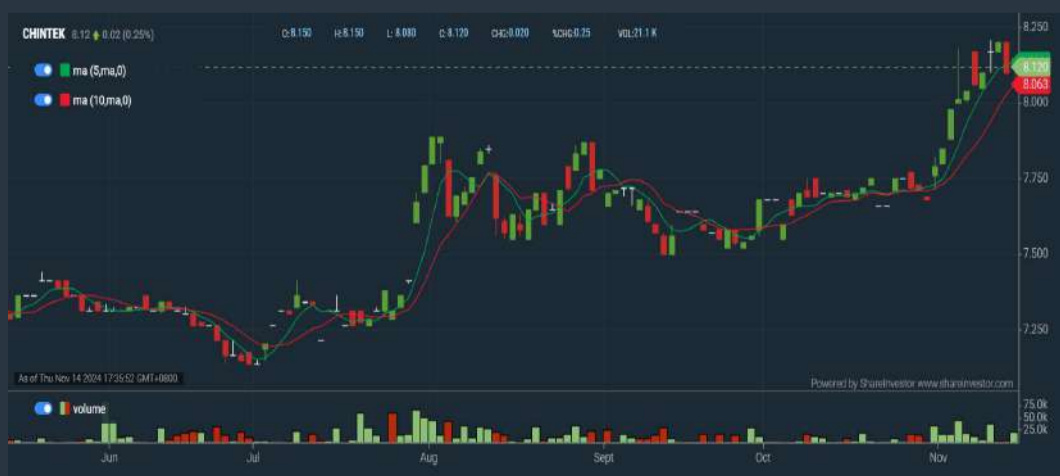 CHINTEK 8.12 0.02 (0.25%) O: 8.150 H: 8.150 L: 8.080 C: 8.120 CHG: 0.020 %CHG: 0.25 VOL: 21.1 K
ma (5,ma,0)
ma (10,ma,0)
8.250
8.120
8.063
8.000
7.750
7.500
7.250
As of Thu Nov 14 2024 17:35:52 GMT+0800.
Powered by ShareInvestor www.shareinvestor.com
volume
75.0k
50.0k
25.0k
Jun Jul Aug Sept Oct Nov